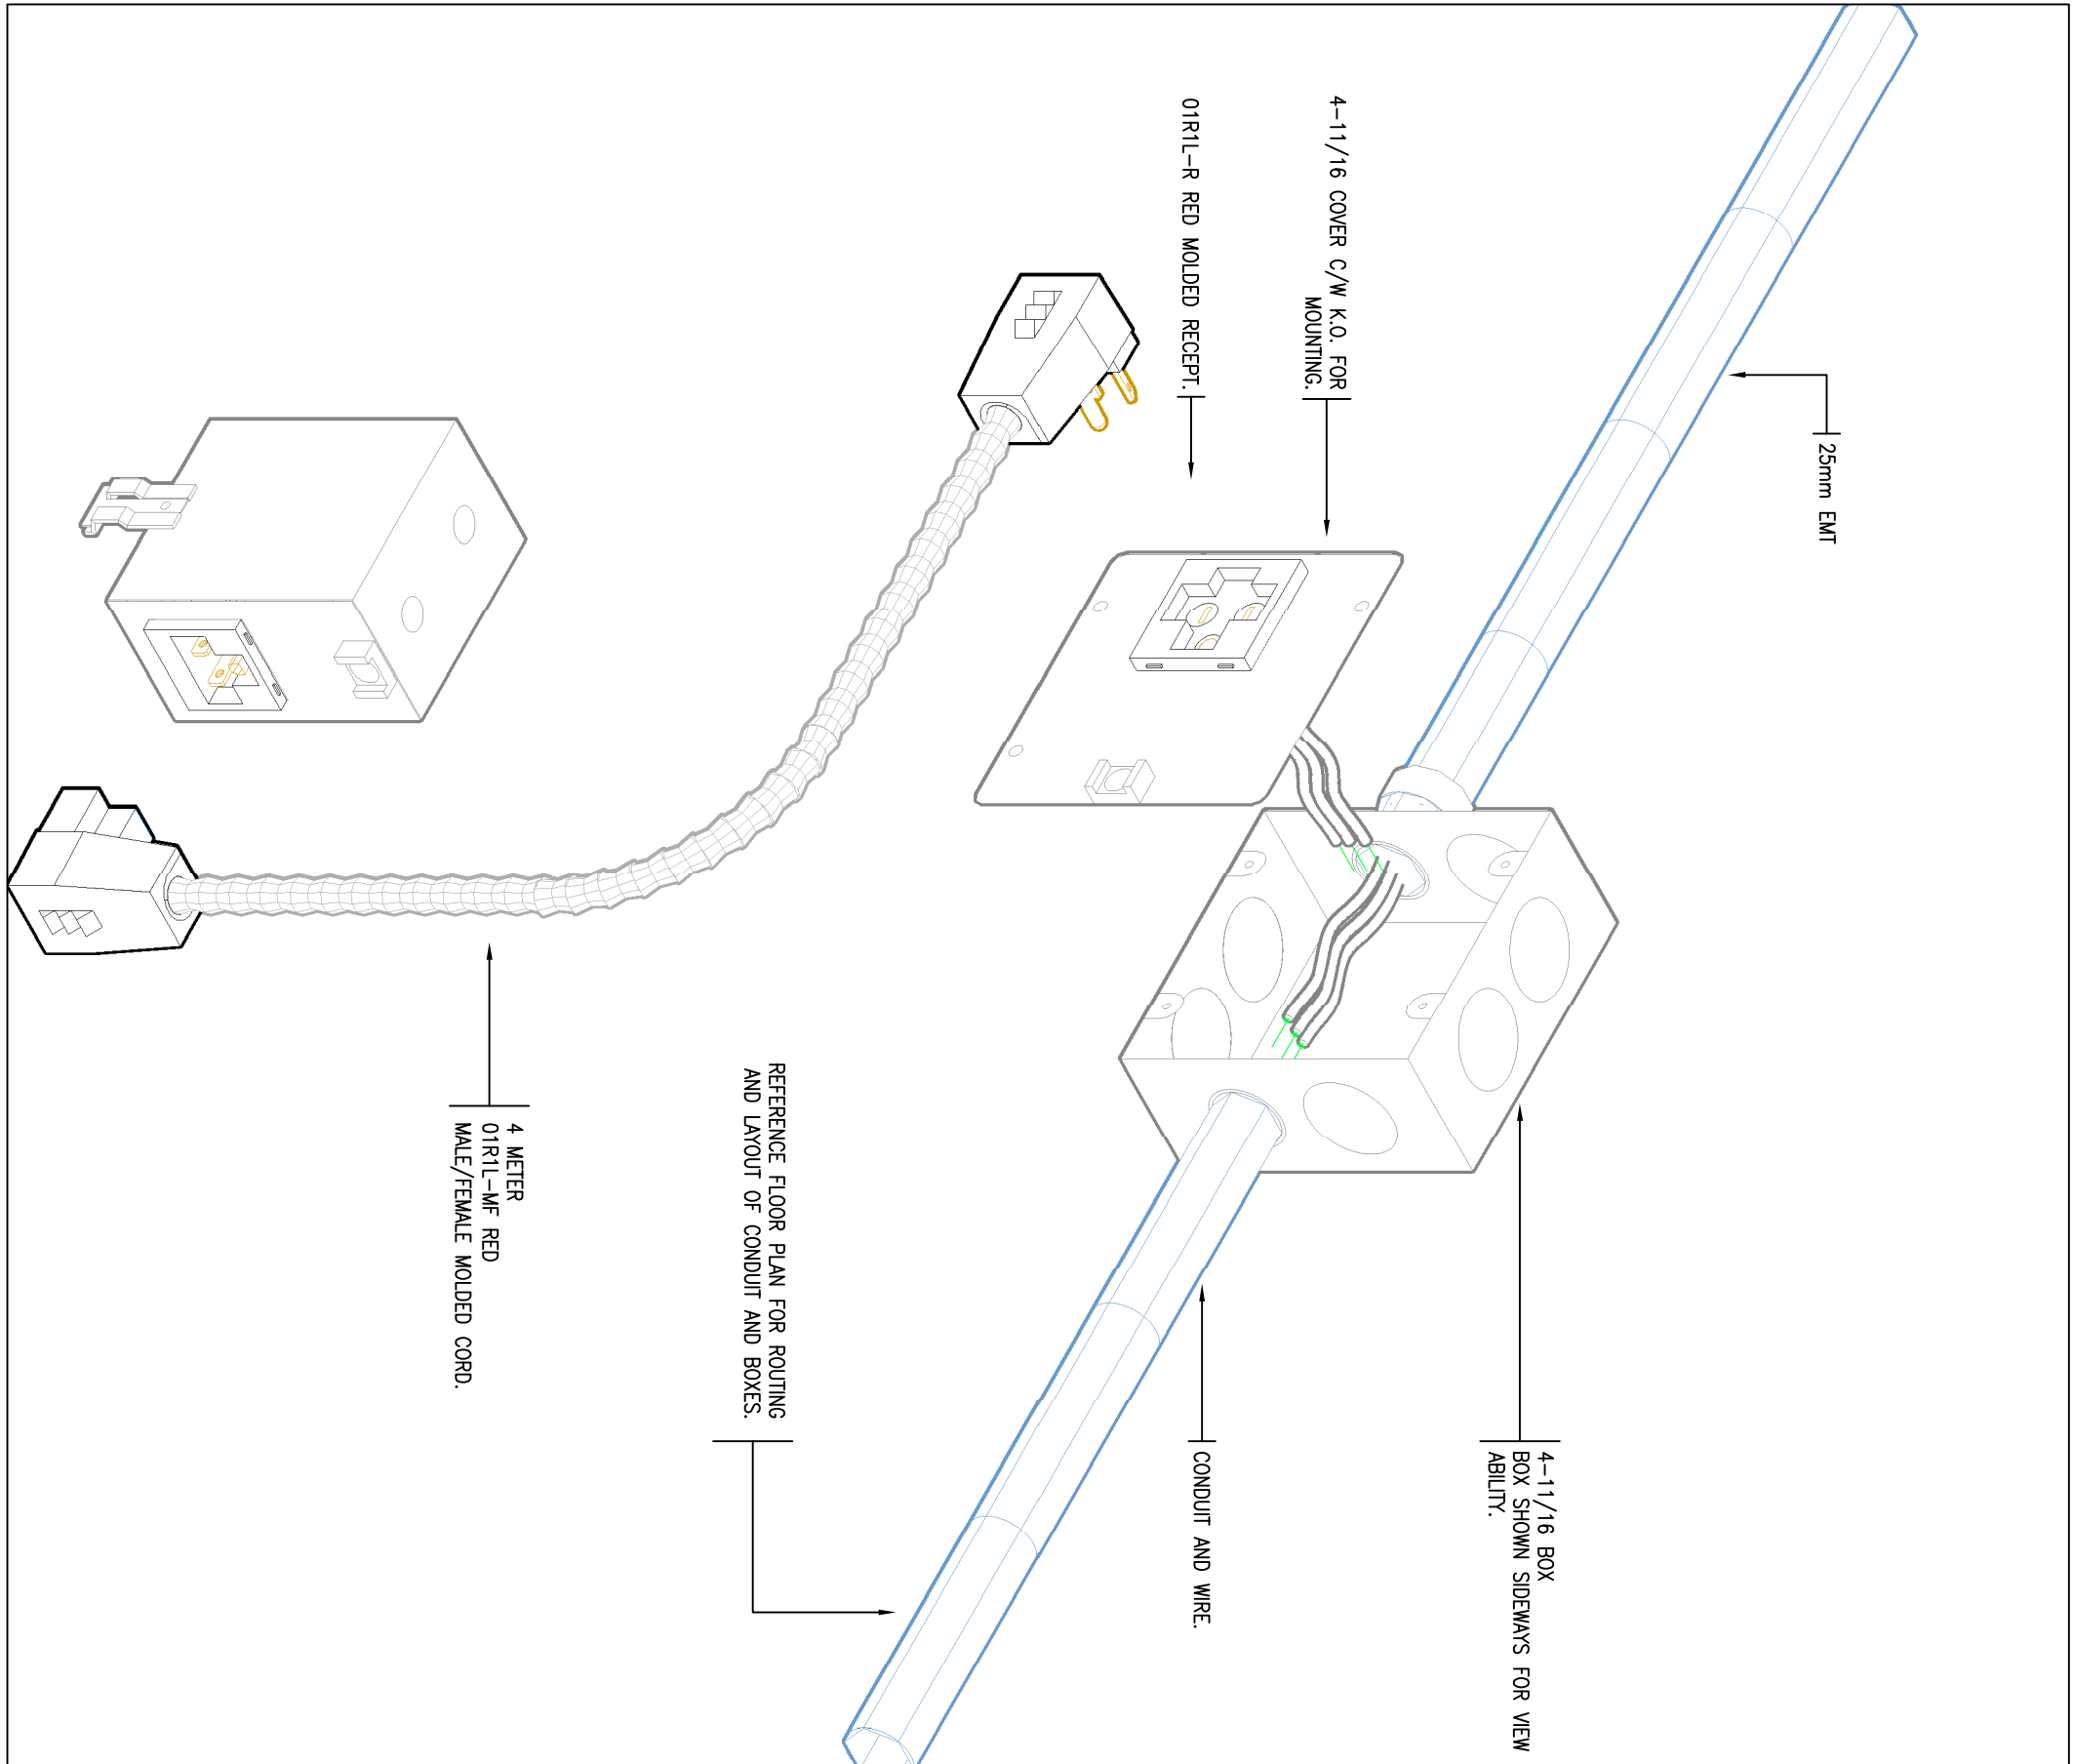 25mm EMT
4-11/16 COVER C/W K.O. FOR
MOUNTING.
01R1L-R RED MOLDED RECEPT.
4-11/16 BOX
BOX SHOWN SIDEWAYS FOR VIEW
ABILITY.
CONDUIT AND WIRE.
REFERENCE FLOOR PLAN FOR ROUTING
AND LAYOUT OF CONDUIT AND BOXES.
4 METER
01R1L-MF RED
MALE/FEMALE MOLDED CORD.